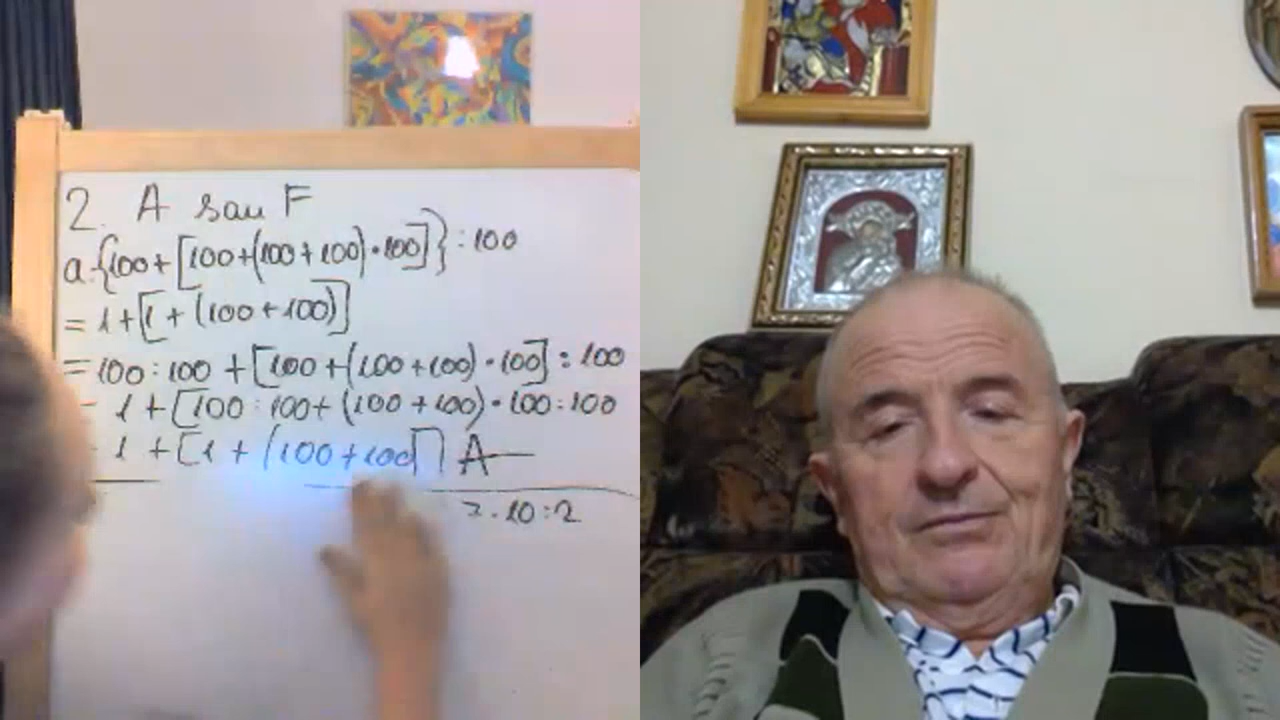 2. A sau F
a. {100+[100+(100+100)•100]}:100
= 1+[1+(100+100)]
= 100:100 + [100+(100+100)•100]:100
= 1+[100:100+(100+100)•100:100
= 1 + [1 + (100+100)] A
2.10:2